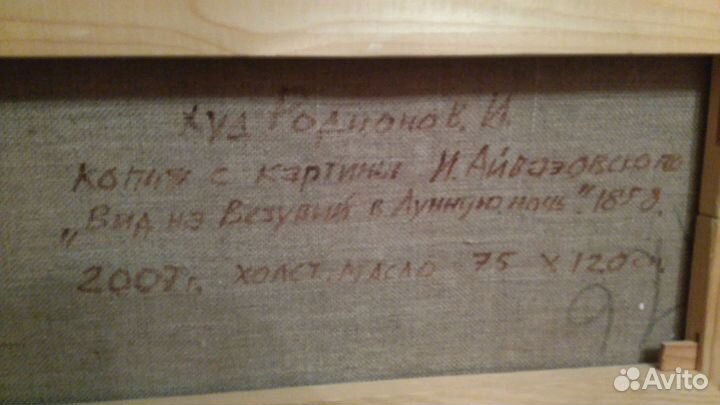 худ Родионов. И.
копия с картины И. Айвазовского
„Вид на Везувий в Лунную ночь". 1858.
2008 г. холст. масло 75 х 120 см.
Avito